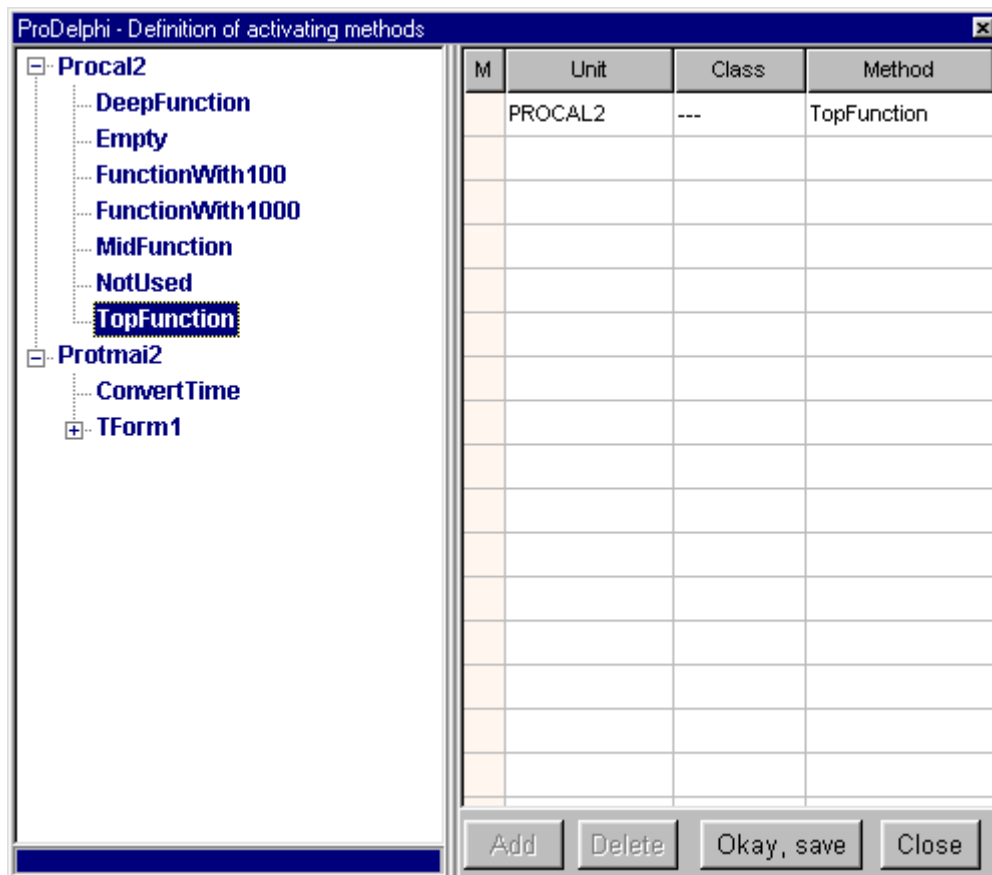 ProDelphi - Definition of activating methods
Procal2
DeepFunction
Empty
FunctionWith100
FunctionWith1000
MidFunction
NotUsed
TopFunction
Protmai2
ConvertTime
TForm1
M Unit Class Method
PROCAL2 --- TopFunction
Add Delete Okay, save Close